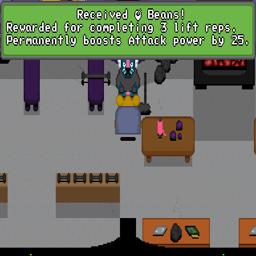 Received Beans!
Rewarded for completing 3 lift reps.
Permanently boosts Attack power by 25.